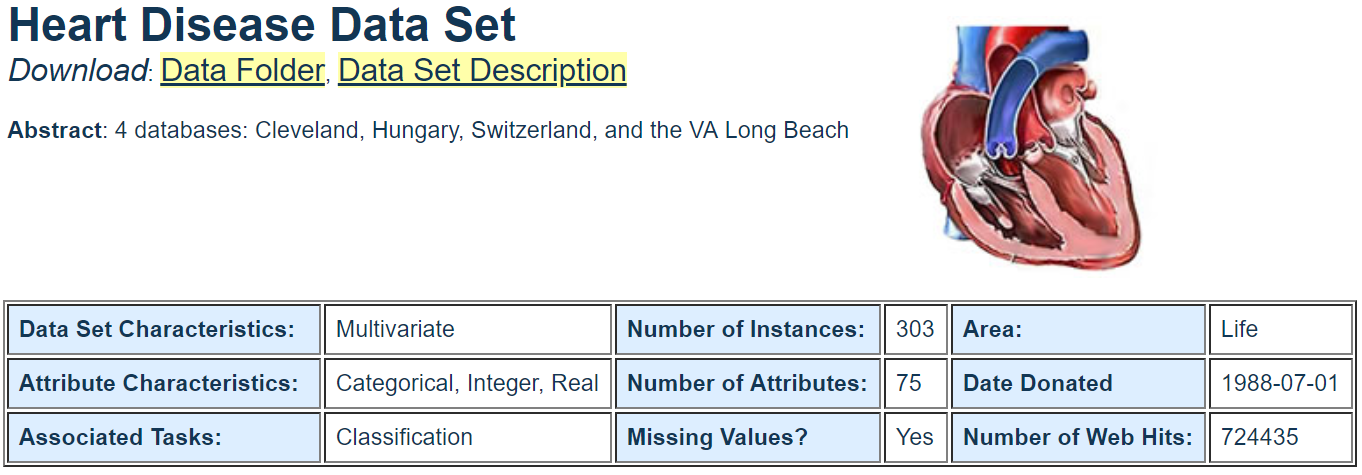 Heart Disease Data Set
Download: Data Folder, Data Set Description
Abstract: 4 databases: Cleveland, Hungary, Switzerland, and the VA Long Beach
Data Set Characteristics: Multivariate Number of Instances: 303 Area: Life
Attribute Characteristics: Categorical, Integer, Real Number of Attributes: 75 Date Donated 1988-07-01
Associated Tasks: Classification Missing Values? Yes Number of Web Hits: 724435